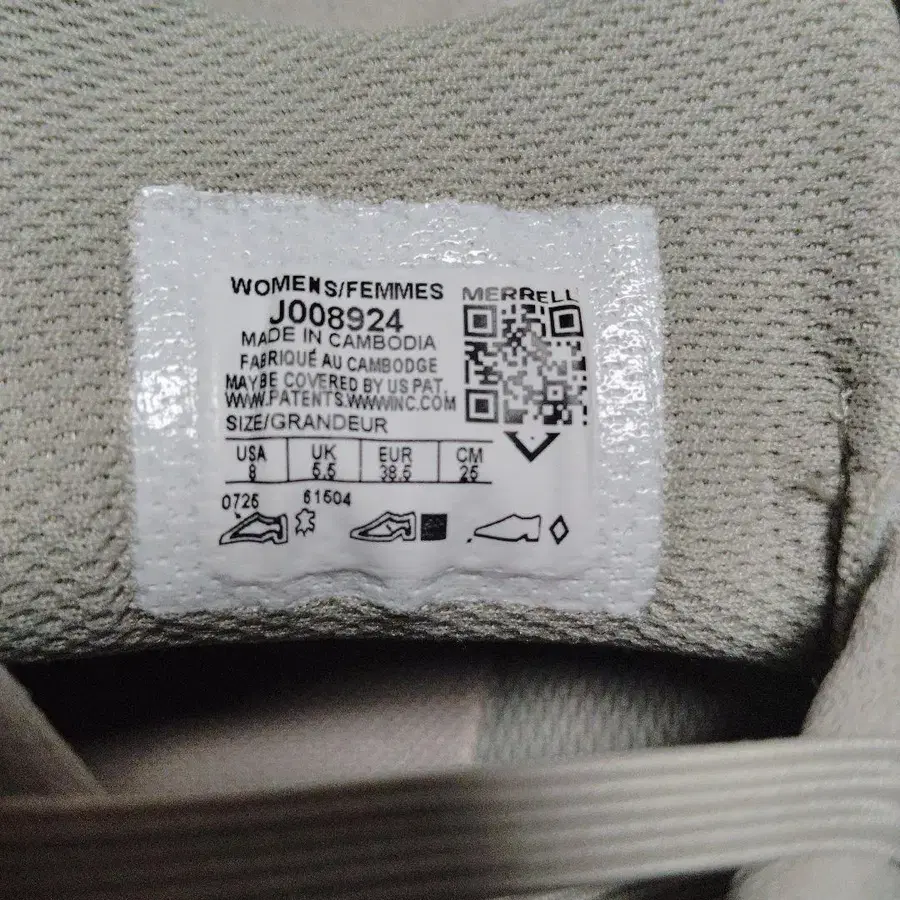 WOMENS/FEMMES
MERRELL
J008924
MADE IN CAMBODIA
FABRIQUÉ AU CAMBODGE
MAYBE COVERED BY US PAT.
WWW.PATENTS.WWWINC.COM
SIZE/GRANDEUR
USA UK EUR CM
8 5.5 38.5 25
0725 61504